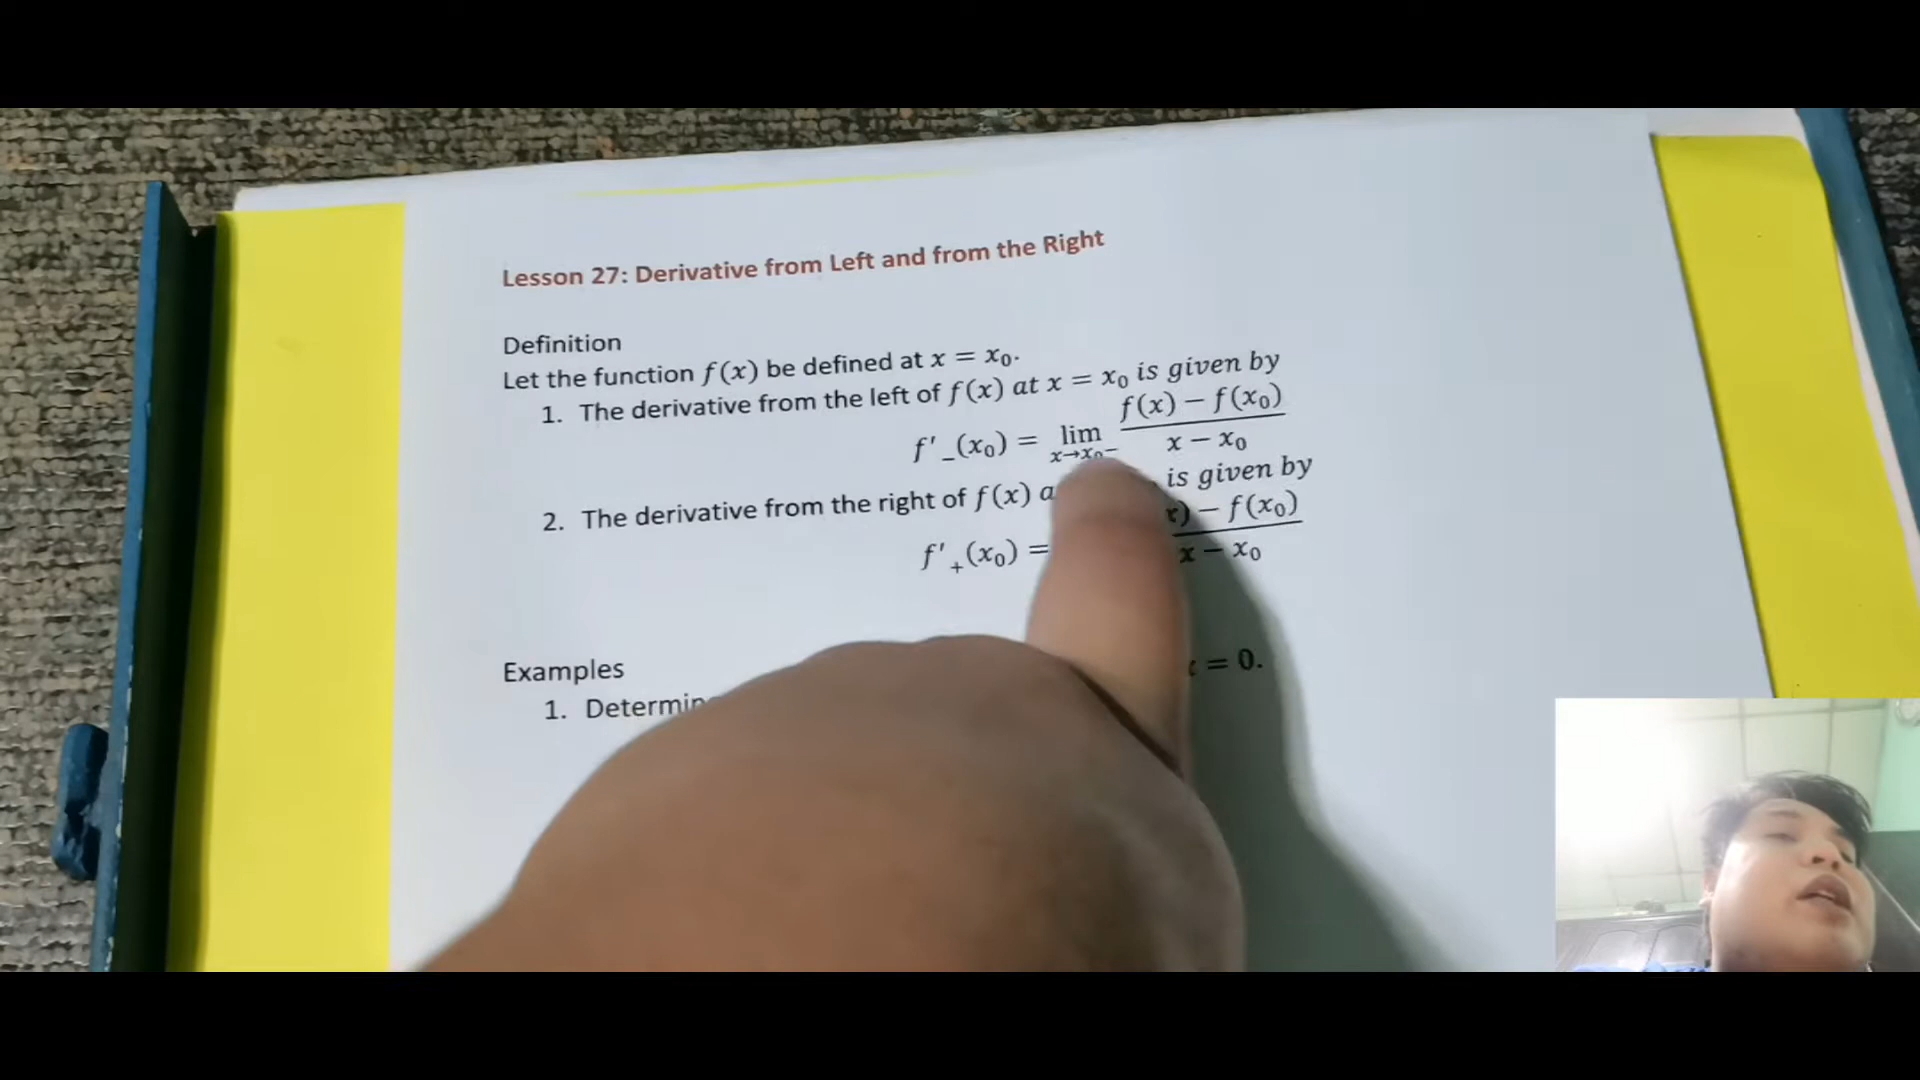 Lesson 27: Derivative from Left and from the Right
Definition
Let the function f(x) be defined at x = x₀.
1. The derivative from the left of f(x) at x = x₀ is given by
f'₋(x₀) = lim x→x₀⁻ f(x) − f(x₀) / x − x₀
2. The derivative from the right of f(x) a is given by
f'₊(x₀) = ) − f(x₀) / x − x₀
Examples
1. Determin = 0.